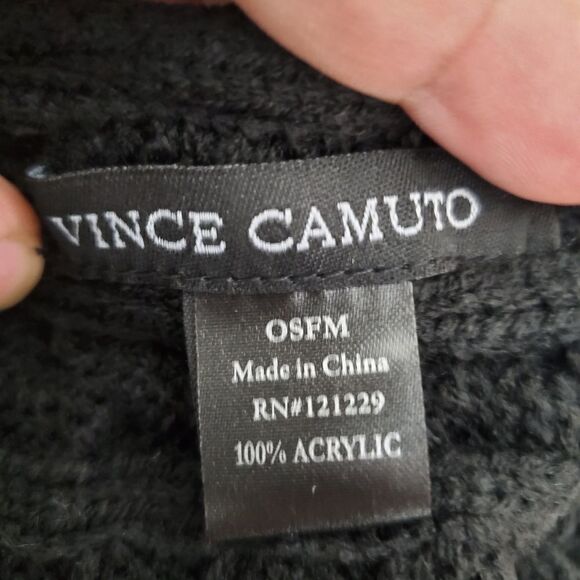 VINCE CAMUTO
OSFM
Made in China
RN#121229
100% ACRYLIC